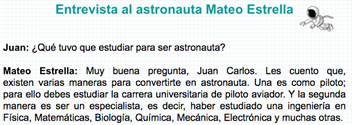 Entrevista al astronauta Mateo Estrella
Juan: ¿Qué tuvo que estudiar para ser astronauta?
Mateo Estrella: Muy buena pregunta, Juan Carlos. Les cuento que,
existen varias maneras para convertirte en astronauta. Una es como piloto;
para ello debes estudiar la carrera universitaria de piloto aviador. Y la segunda
manera es ser un especialista, es decir, haber estudiado una ingeniería en
Física, Matemáticas, Biología, Química, Mecánica, Electrónica y muchas otras.